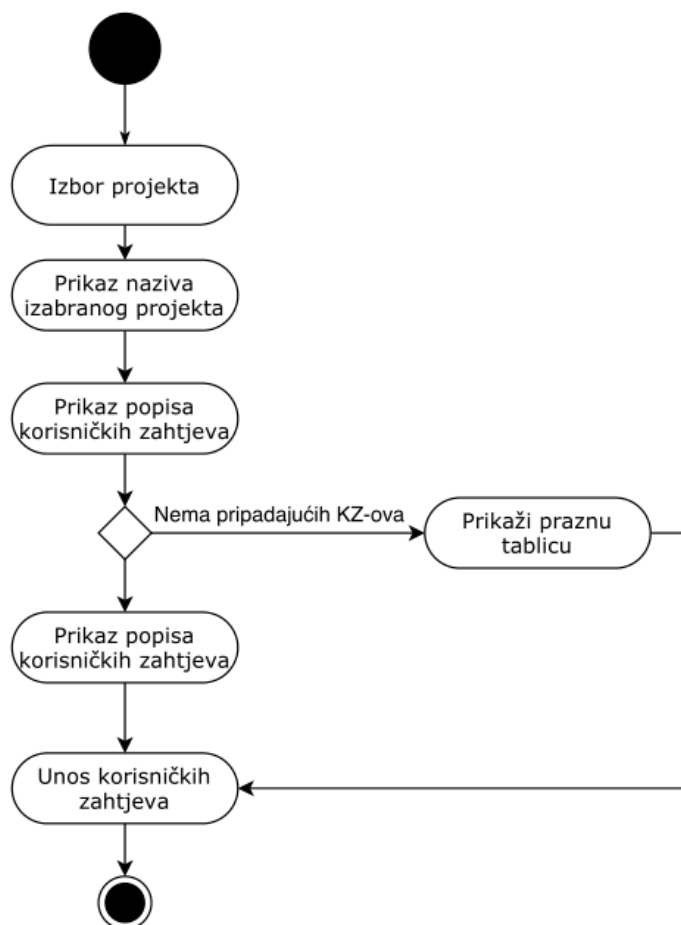 Izbor projekta
Prikaz naziva
izabranog projekta
Prikaz popisa
korisničkih zahtjeva
Nema pripadajućih KZ-ova
Prikaži praznu
tablicu
Prikaz popisa
korisničkih zahtjeva
Unos korisničkih
zahtjeva